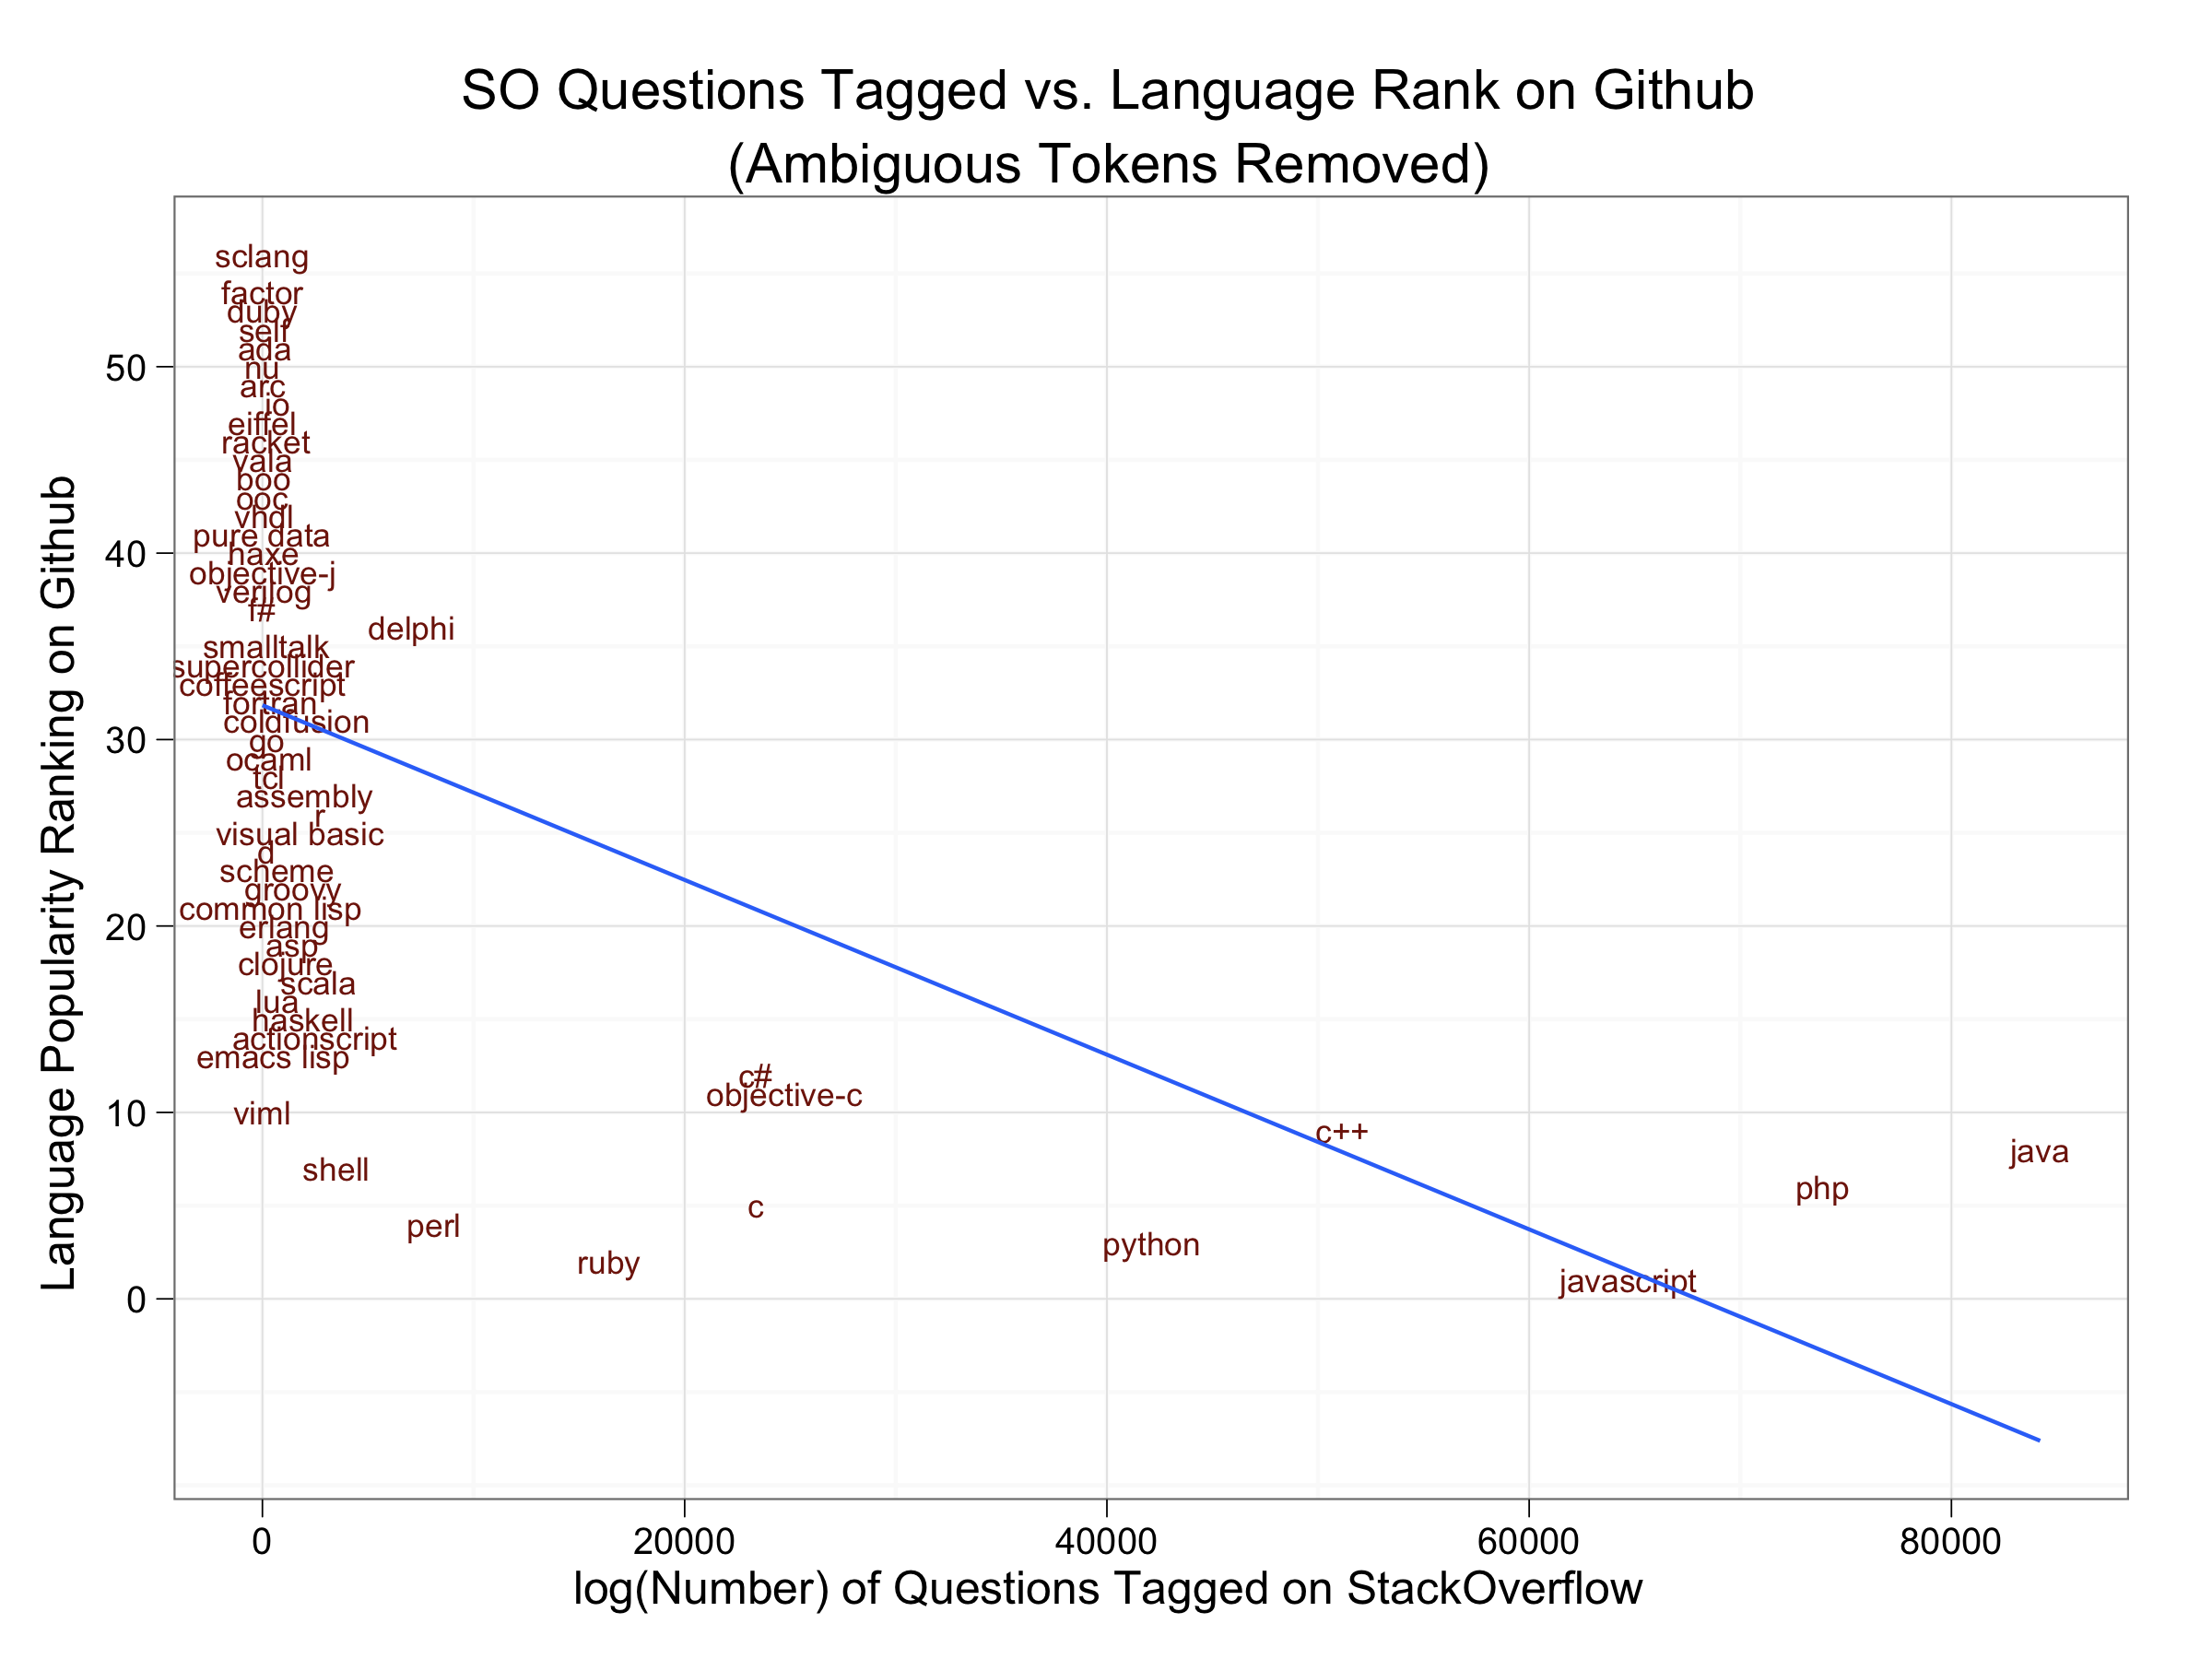 SO Questions Tagged vs. Language Rank on Github
(Ambiguous Tokens Removed)
Language Popularity Ranking on Github
50
40
30
20
10
0
sclang
factor
duby
self
ada
nu
arc
io
eiffel
racket
vala
boo
ooc
vhdl
pure data
haxe
objective-j
verilog
f#
delphi
smalltalk
supercollider
coffeescript
fortran
coldfusion
go
ocaml
tcl
assembly
r
visual basic
d
scheme
groovy
common lisp
erlang
asp
clojure
scala
lua
haskell
actionscript
emacs lisp
c#
objective-c
viml
c++
java
shell
php
c
perl
python
ruby
javascript
0 20000 40000 60000 80000
log(Number) of Questions Tagged on StackOverflow